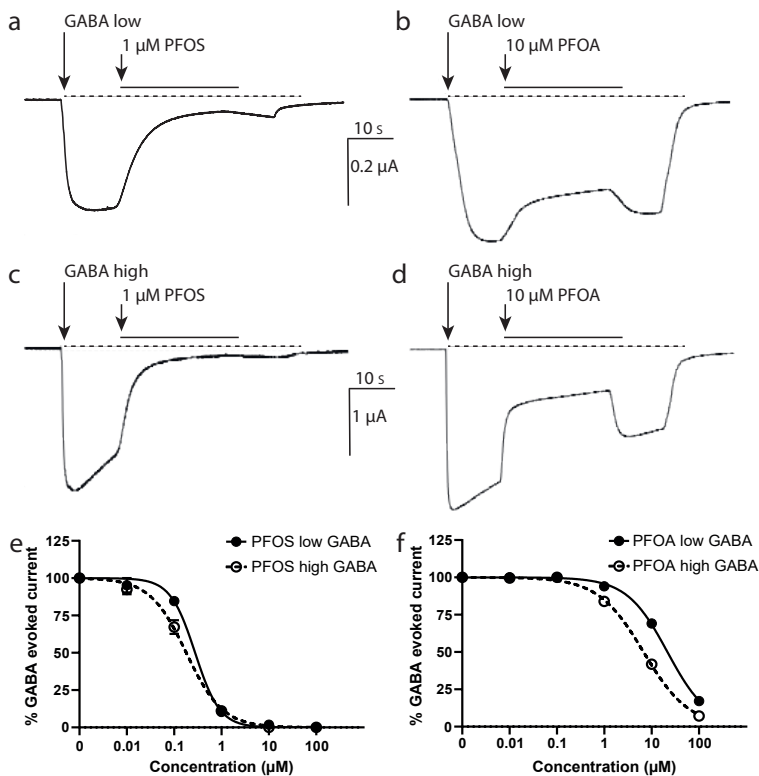 a
GABA low
1 µM PFOS
10 s
0.2 µA
b
GABA low
10 µM PFOA
c
GABA high
1 µM PFOS
10 s
1 µA
d
GABA high
10 µM PFOA
e
PFOS low GABA
PFOS high GABA
% GABA evoked current
125
100
75
50
25
0
0 0.01 0.1 1 10 100
Concentration (µM)
f
PFOA low GABA
PFOA high GABA
% GABA evoked current
125
100
75
50
25
0
0 0.01 0.1 1 10 100
Concentration (µM)